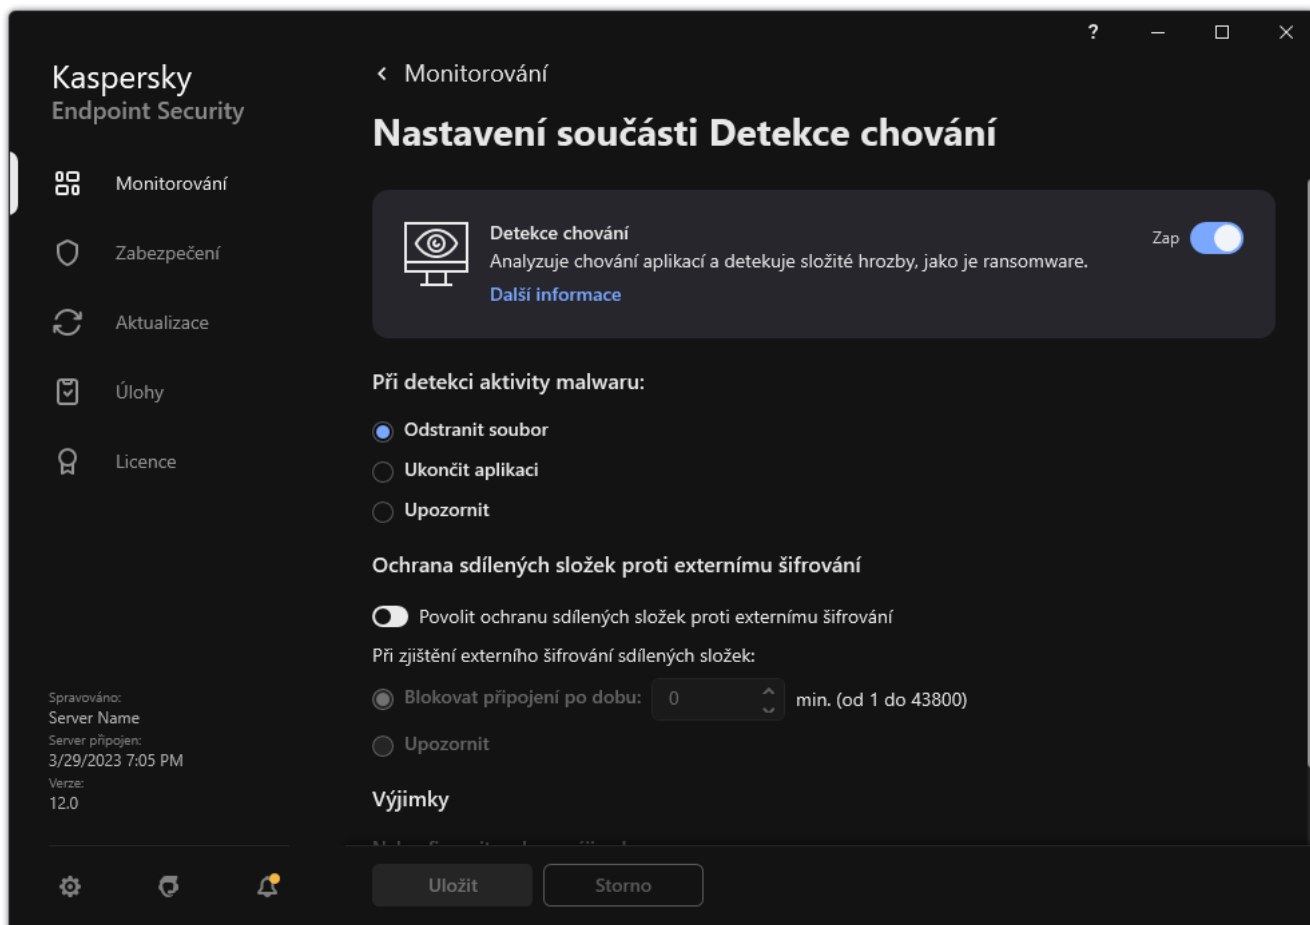 ?
Kaspersky
Endpoint Security
Monitorování
Zabezpečení
Aktualizace
Úlohy
Licence
Spravováno:
Server Name
Server připojen:
3/29/2023 7:05 PM
Verze:
12.0
Monitorování
Nastavení součásti Detekce chování
Detekce chování
Zap
Analyzuje chování aplikací a detekuje složité hrozby, jako je ransomware.
Další informace
Při detekci aktivity malwaru:
Odstranit soubor
Ukončit aplikaci
Upozornit
Ochrana sdílených složek proti externímu šifrování
Povolit ochranu sdílených složek proti externímu šifrování
Při zjištění externího šifrování sdílených složek:
Blokovat připojení po dobu: 0 min. (od 1 do 43800)
Upozornit
Výjimky
Uložit
Storno